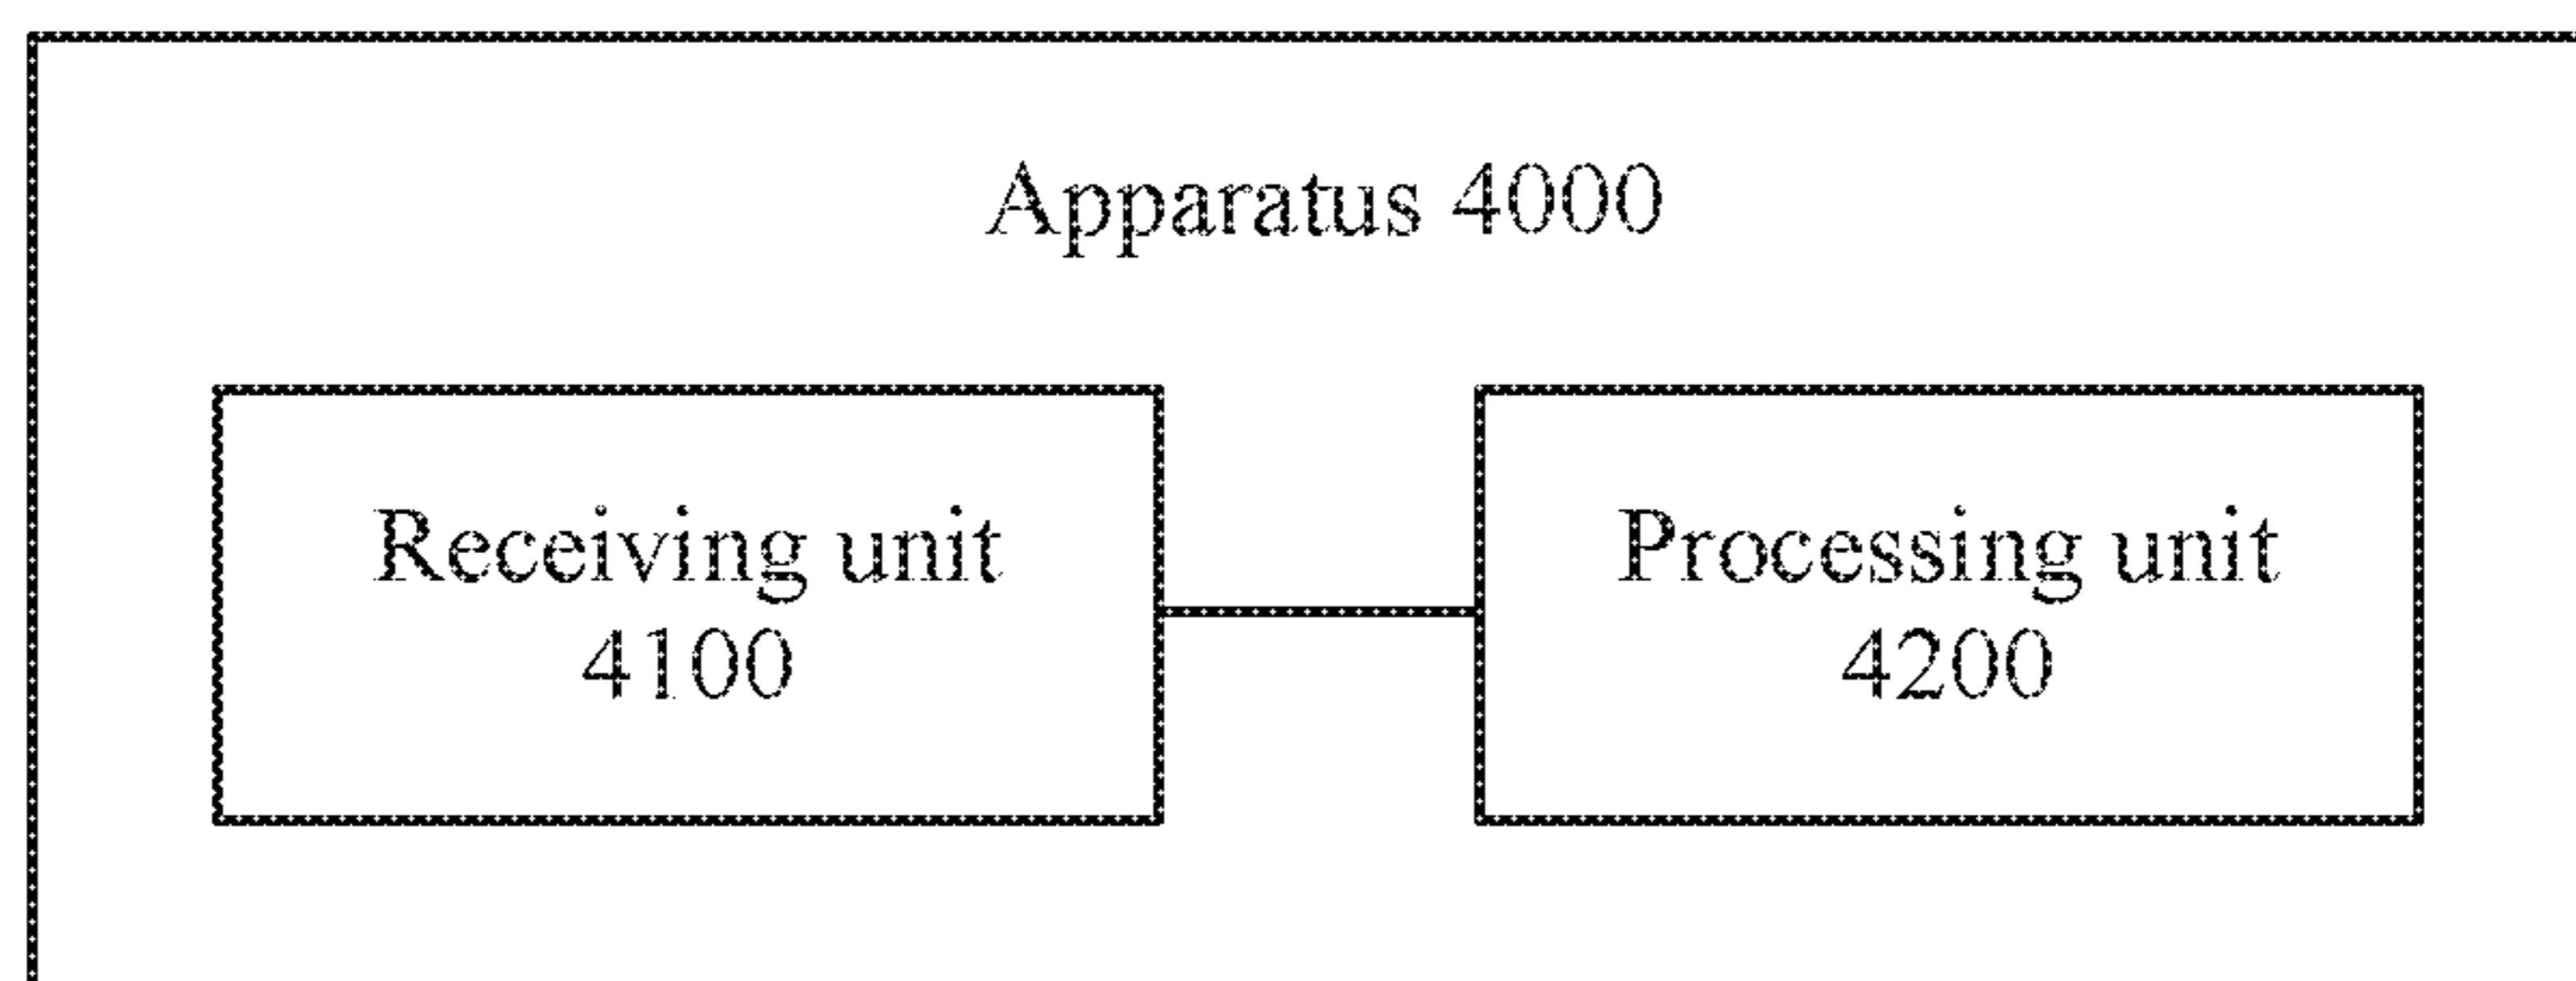 Apparatus 4000
Receiving unit
4100
Processing unit
4200